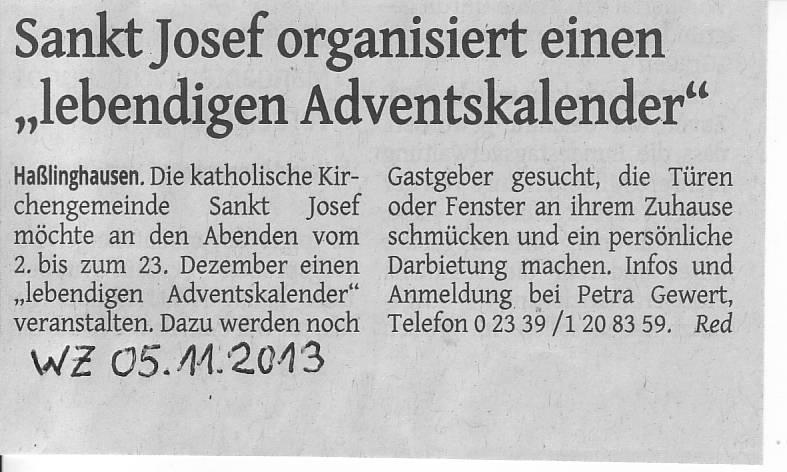 Sankt Josef organisiert einen
„lebendigen Adventskalender“
Haßlinghausen. Die katholische Kir-
chengemeinde Sankt Josef
möchte an den Abenden vom
2. bis zum 23. Dezember einen
„lebendigen Adventskalender“
veranstalten. Dazu werden noch
Gastgeber gesucht, die Türen
oder Fenster an ihrem Zuhause
schmücken und ein persönliche
Darbietung machen. Infos und
Anmeldung bei Petra Gewert,
Telefon 0 23 39 /1 20 83 59. Red
WZ 05.11.2013